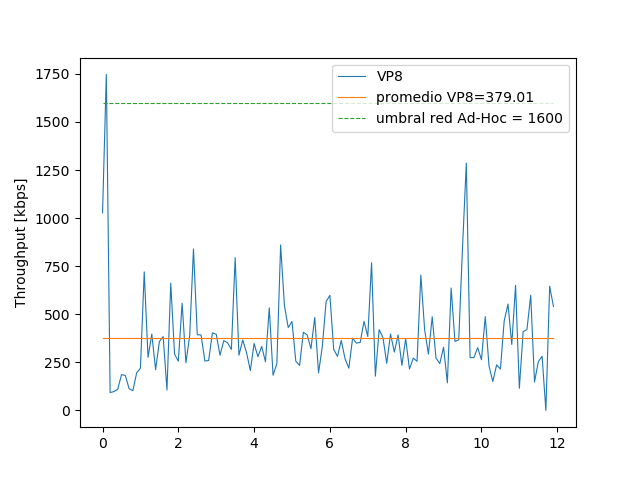 VP8
promedio VP8=379.01
umbral red Ad-Hoc = 1600
Throughput [kbps]
1750
1500
1250
1000
750
500
250
0
0 2 4 6 8 10 12